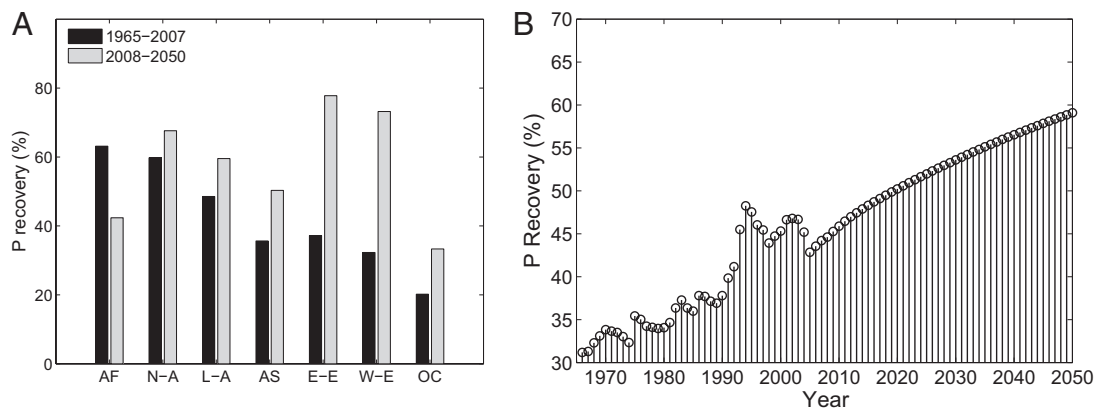 A
1965−2007
2008−2050
P recovery (%)
80
60
40
20
0
AF N−A L−A AS E−E W−E OC
B
P Recovery (%)
70
65
60
55
50
45
40
35
30
1970 1980 1990 2000 2010 2020 2030 2040 2050
Year